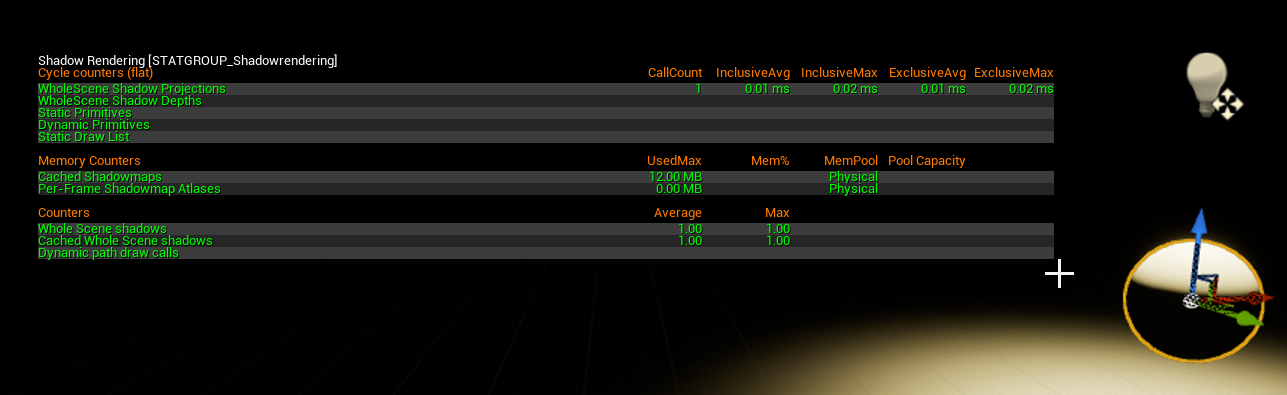 Shadow Rendering [STATGROUP_Shadowrendering]
Cycle counters (flat) CallCount InclusiveAvg InclusiveMax ExclusiveAvg ExclusiveMax
WholeScene Shadow Projections 1 0.01 ms 0.02 ms 0.01 ms 0.02 ms
WholeScene Shadow Depths
Static Primitives
Dynamic Primitives
Static Draw List
Memory Counters UsedMax Mem% MemPool Pool Capacity
Cached Shadowmaps 12.00 MB Physical
Per-Frame Shadowmap Atlases 0.00 MB Physical
Counters Average Max
Whole Scene shadows 1.00 1.00
Cached Whole Scene shadows 1.00 1.00
Dynamic path draw calls